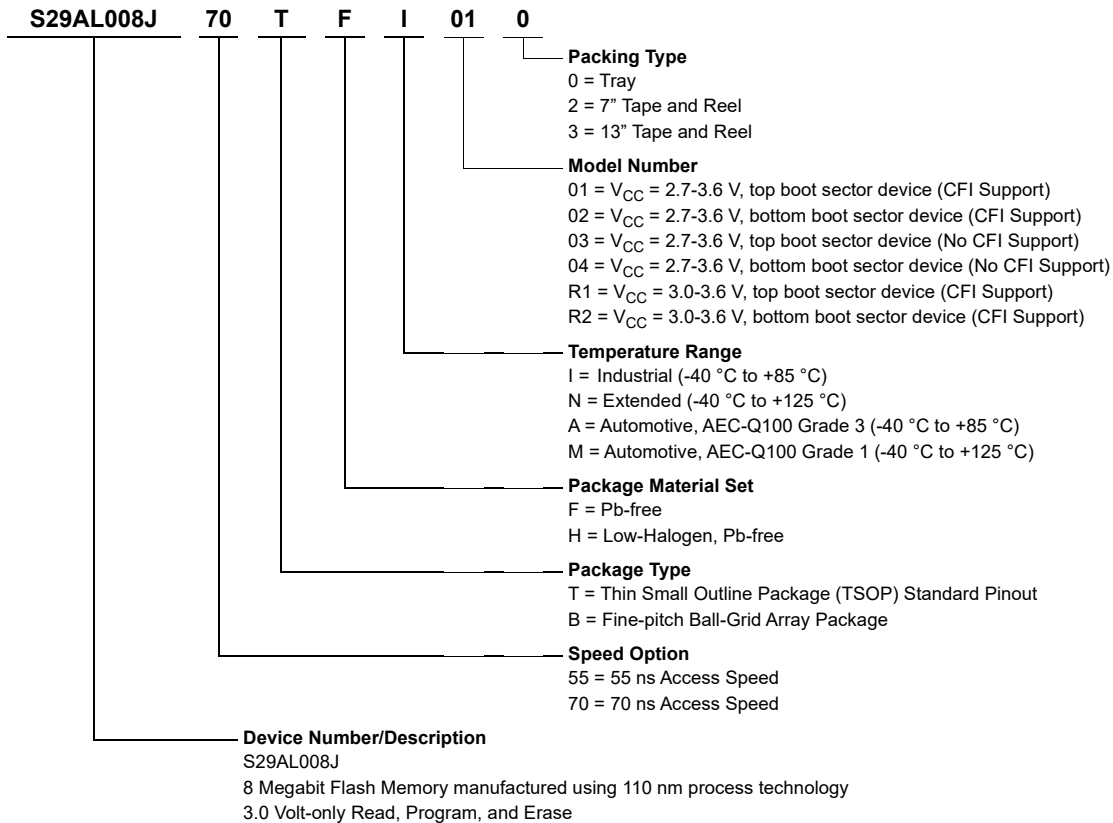 S29AL008J 70 T F I 01 0
Packing Type
0 = Tray
2 = 7” Tape and Reel
3 = 13” Tape and Reel
Model Number
01 = VCC = 2.7-3.6 V, top boot sector device (CFI Support)
02 = VCC = 2.7-3.6 V, bottom boot sector device (CFI Support)
03 = VCC = 2.7-3.6 V, top boot sector device (No CFI Support)
04 = VCC = 2.7-3.6 V, bottom boot sector device (No CFI Support)
R1 = VCC = 3.0-3.6 V, top boot sector device (CFI Support)
R2 = VCC = 3.0-3.6 V, bottom boot sector device (CFI Support)
Temperature Range
I = Industrial (-40 °C to +85 °C)
N = Extended (-40 °C to +125 °C)
A = Automotive, AEC-Q100 Grade 3 (-40 °C to +85 °C)
M = Automotive, AEC-Q100 Grade 1 (-40 °C to +125 °C)
Package Material Set
F = Pb-free
H = Low-Halogen, Pb-free
Package Type
T = Thin Small Outline Package (TSOP) Standard Pinout
B = Fine-pitch Ball-Grid Array Package
Speed Option
55 = 55 ns Access Speed
70 = 70 ns Access Speed
Device Number/Description
S29AL008J
8 Megabit Flash Memory manufactured using 110 nm process technology
3.0 Volt-only Read, Program, and Erase